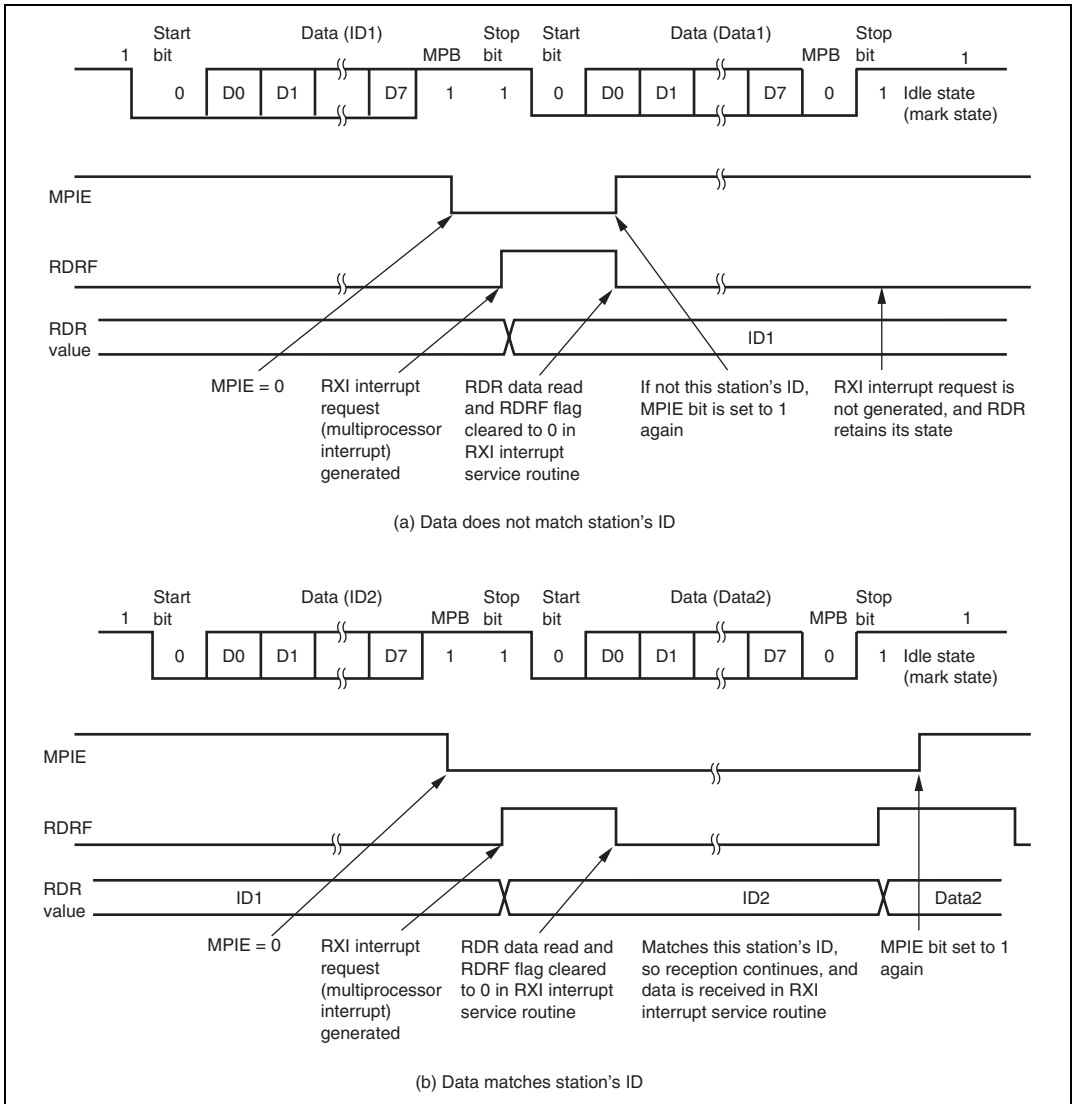 Start Data (ID1) Stop Start Data (Data1) Stop
1 bit MPB bit bit MPB bit 1
0 D0 D1 D7 1 1 0 D0 D1 D7 0 1 Idle state
(mark state)
MPIE
RDRF
RDR
value
ID1
MPIE = 0
RXI interrupt
request
(multiprocessor
interrupt)
generated
RDR data read
and RDRF flag
cleared to 0 in
RXI interrupt
service routine
If not this station's ID,
MPIE bit is set to 1
again
RXI interrupt request is
not generated, and RDR
retains its state
(a) Data does not match station's ID
Start Data (ID2) Stop Start Data (Data2) Stop
1 bit MPB bit bit MPB bit 1
0 D0 D1 D7 1 1 0 D0 D1 D7 0 1 Idle state
(mark state)
MPIE
RDRF
RDR
value
ID1 ID2 Data2
MPIE = 0
RXI interrupt
request
(multiprocessor
interrupt)
generated
RDR data read and
RDRF flag cleared
to 0 in RXI interrupt
service routine
Matches this station's ID,
so reception continues, and
data is received in RXI
interrupt service routine
MPIE bit set to 1
again
(b) Data matches station's ID